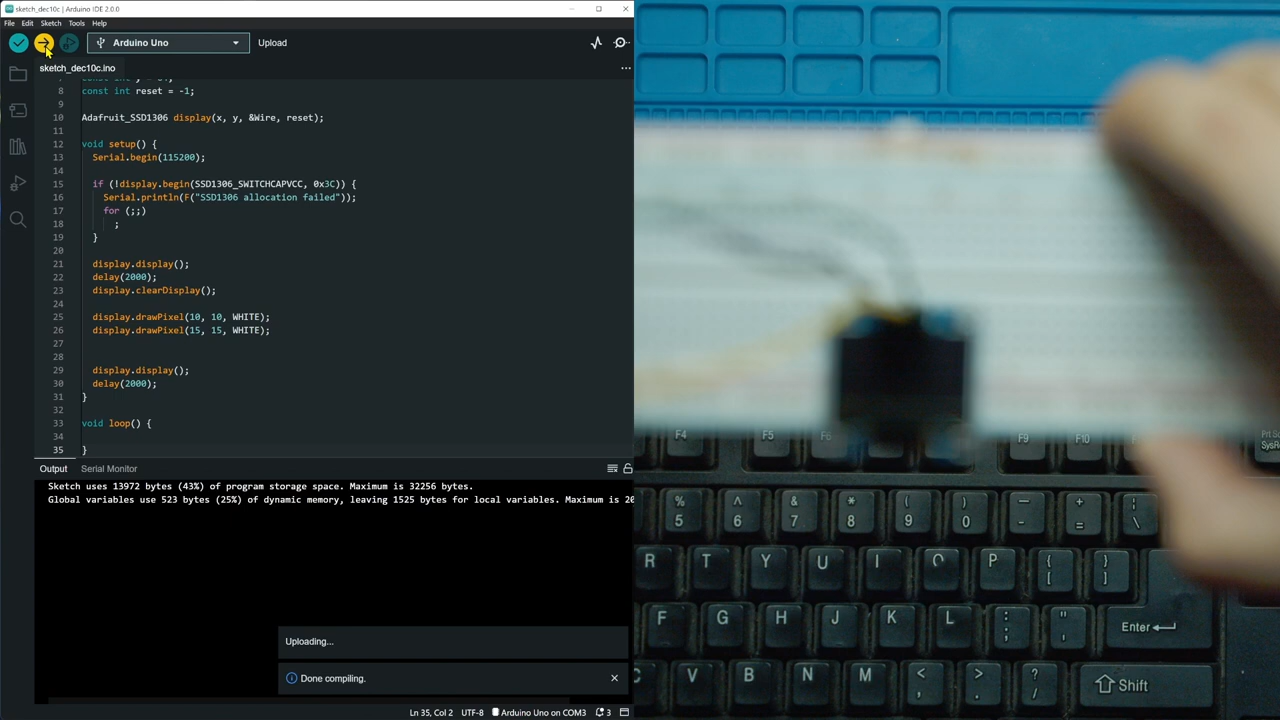 sketch_dec10c | Arduino IDE 2.0.0
File Edit Sketch Tools Help
Arduino Uno
Upload
sketch_dec10c.ino
8 const int reset = -1;
9
10 Adafruit_SSD1306 display(x, y, &Wire, reset);
11
12 void setup() {
13 Serial.begin(115200);
14
15 if (!display.begin(SSD1306_SWITCHCAPVCC, 0x3C)) {
16 Serial.println(F("SSD1306 allocation failed"));
17 for (;;)
18 ;
19 }
20
21 display.display();
22 delay(2000);
23 display.clearDisplay();
24
25 display.drawPixel(10, 10, WHITE);
26 display.drawPixel(15, 15, WHITE);
27
28
29 display.display();
30 delay(2000);
31 }
32
33 void loop() {
34
35 }
Output Serial Monitor
Sketch uses 13972 bytes (43%) of program storage space. Maximum is 32256 bytes.
Global variables use 523 bytes (25%) of dynamic memory, leaving 1525 bytes for local variables. Maximum is 20
Uploading...
Done compiling.
Ln 35, Col 2 UTF-8 Arduino Uno on COM3 3
F4 F5 F6 F9 F10 Prt Sc SysR
% 5 ^ 6 & 7 * 8 ( 9 ) 0 _ - + = | \
R T Y U I O P { [ } ]
F G H J K L : ; " ' Enter
C V B N M < , > . ? / Shift